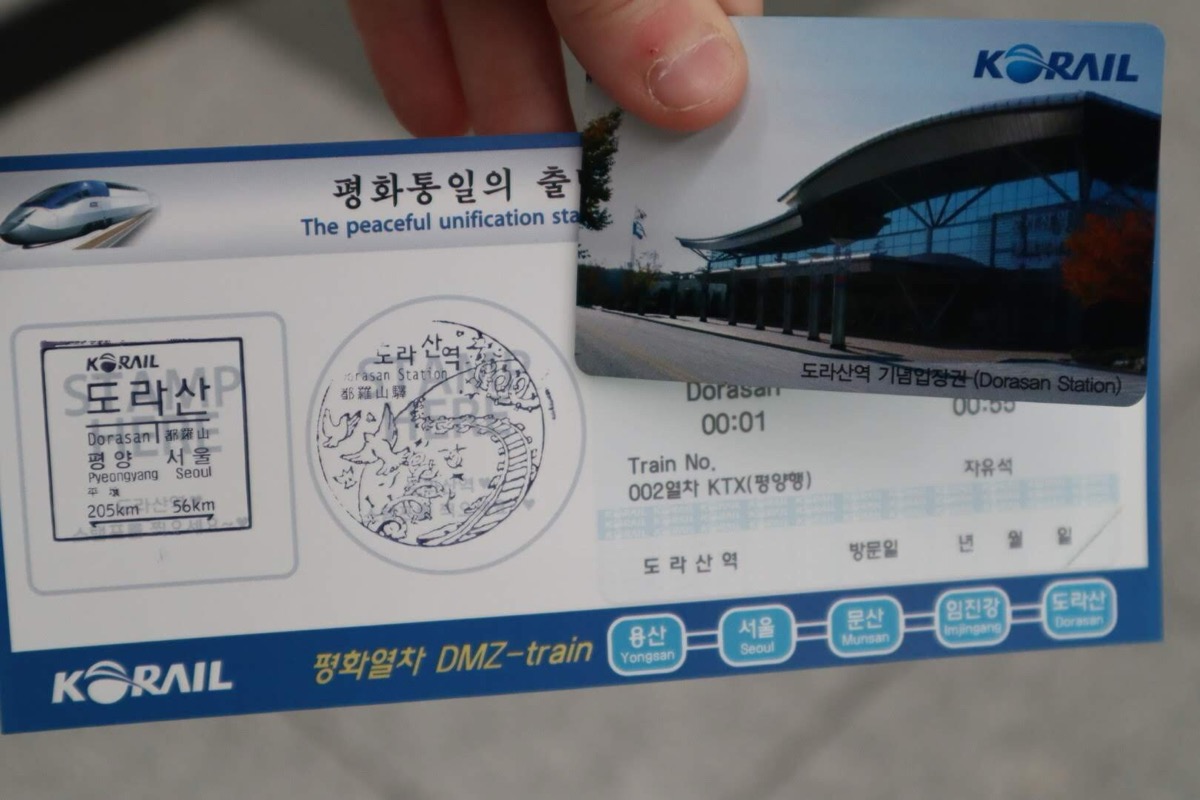 KORAIL
도라산역 기념입장권 (Dorasan Station)
평화통일의
The peaceful unification
STAMP
HERE
KORAIL
도라산
Dorasan 都羅山
평양 서울
Pyeongyang Seoul
平壤
205km 56km
도라산역
Dorasan Station
都羅山驛
Dorasan
00:01 00:55
Train No. 자유석
002열차 KTX(평양행)
도라산역 방문일 년 월 일
KORAIL
평화열차 DMZ-train
용산 서울 문산 임진강 도라산
Yongsan Seoul Munsan Imjingang Dorasan